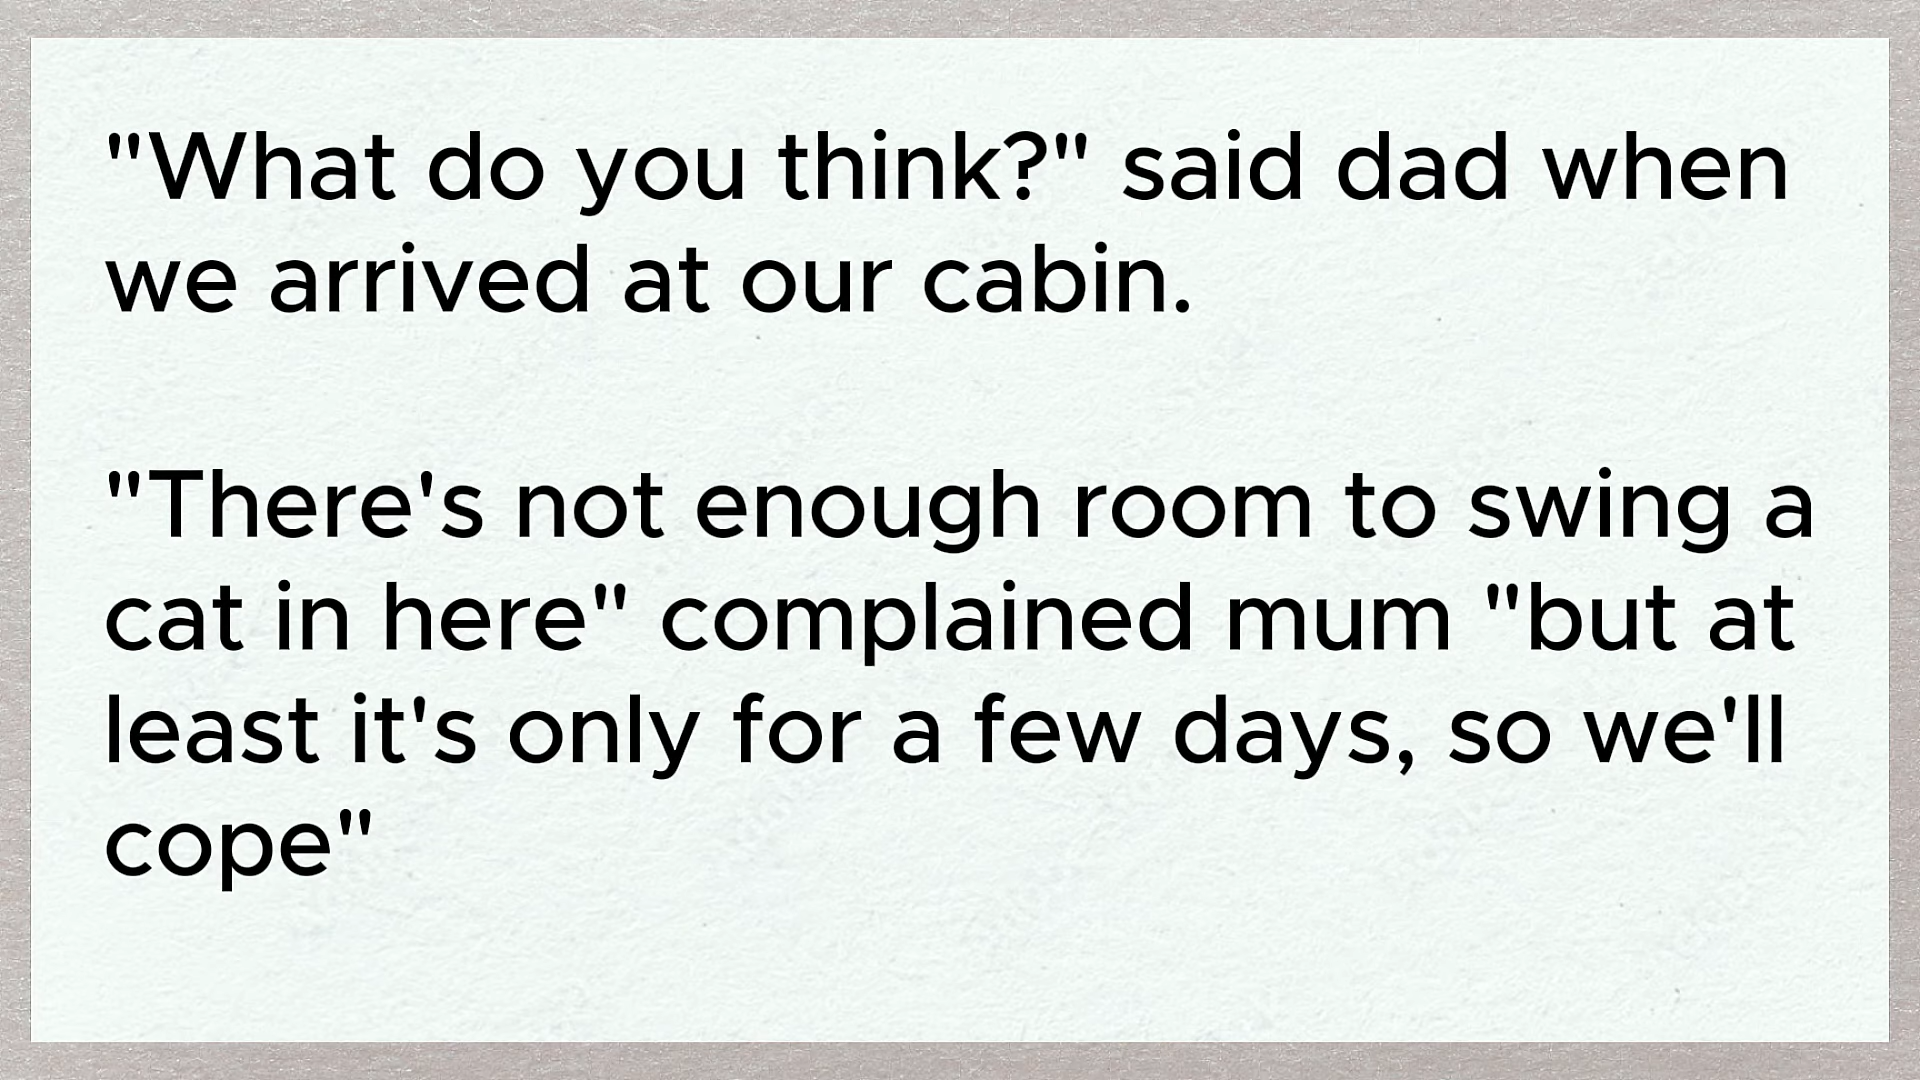 "What do you think?" said dad when
we arrived at our cabin.
"There's not enough room to swing a
cat in here" complained mum "but at
least it's only for a few days, so we'll
cope"